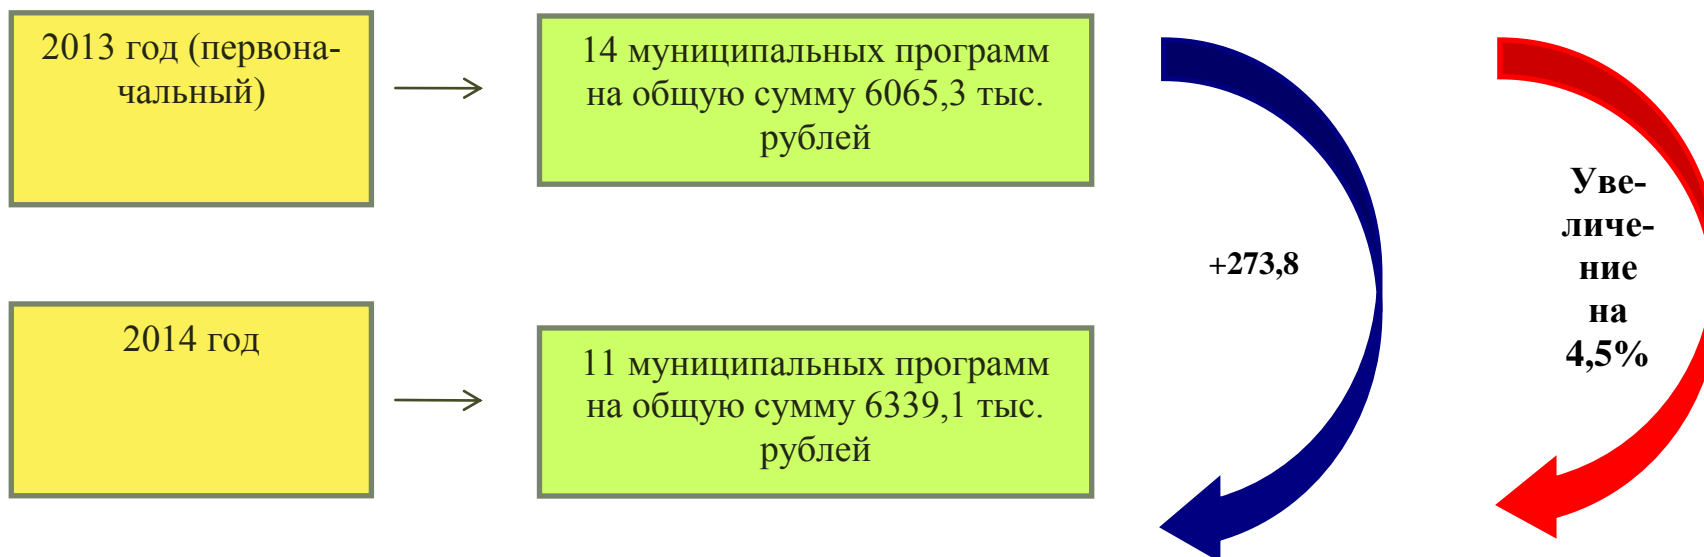 2013 год (первона-
чальный)
14 муниципальных программ
на общую сумму 6065,3 тыс.
рублей
+273,8
Уве-
личе-
ние
на
4,5%
2014 год
11 муниципальных программ
на общую сумму 6339,1 тыс.
рублей